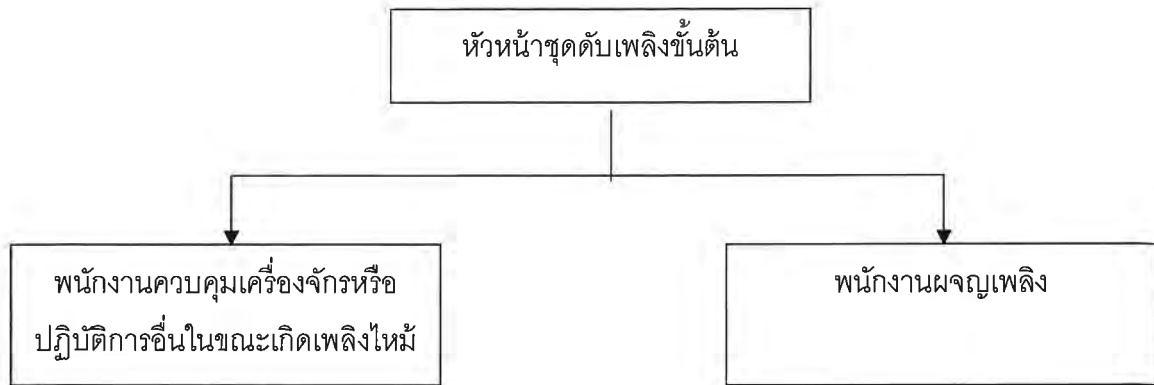 หัวหน้าชุดดับเพลิงขั้นต้น
พนักงานควบคุมเครื่องจักรหรือ
ปฏิบัติการอื่นในขณะเกิดเพลิงไหม้
พนักงานผจญเพลิง